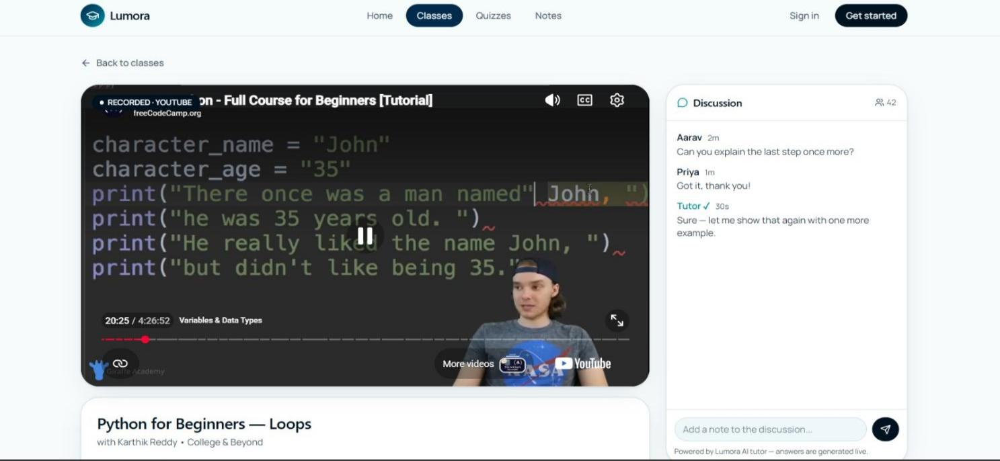 Lumora
Home
Classes
Quizzes
Notes
Sign in
Get started
← Back to classes
• RECORDED · YOUTUBE
on - Full Course for Beginners [Tutorial]
CC
freeCodeCamp.org
character_name = "John"
character_age = "35"
print("There once was a man named" John, ")
print("he was 35 years old. ")
print("He really liked the name John, ")
print("but didn't like being 35."
20:25 / 4:26:52 Variables & Data Types
Giraffe Academy
More videos
NASA
YouTube
Python for Beginners — Loops
with Karthik Reddy • College & Beyond
Discussion
42
Aarav 2m
Can you explain the last step once more?
Priya 1m
Got it, thank you!
Tutor ✓ 30s
Sure — let me show that again with one more
example.
Add a note to the discussion...
Powered by Lumora AI tutor — answers are generated live.